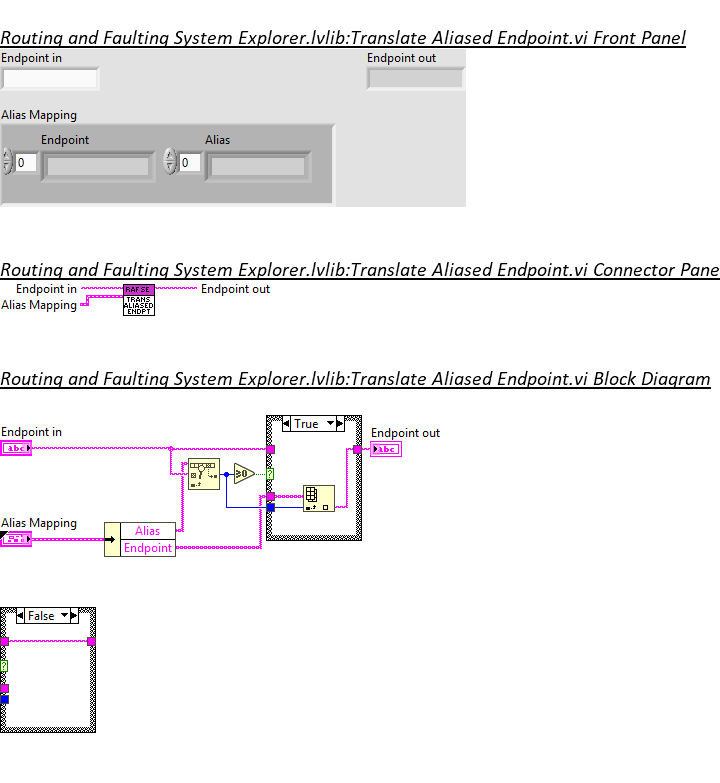 Routing and Faulting System Explorer.lvlib:Translate Aliased Endpoint.vi Front Panel
Endpoint in
Endpoint out
Alias Mapping
Endpoint
Alias
0
0
Routing and Faulting System Explorer.lvlib:Translate Aliased Endpoint.vi Connector Pane
Endpoint in
RAFSE
Endpoint out
Alias Mapping
TRANS
ALIASED
ENDPT
Routing and Faulting System Explorer.lvlib:Translate Aliased Endpoint.vi Block Diagram
True
Endpoint in
Endpoint out
abc
abc
?
≥0
Alias Mapping
Alias
Endpoint
False
?